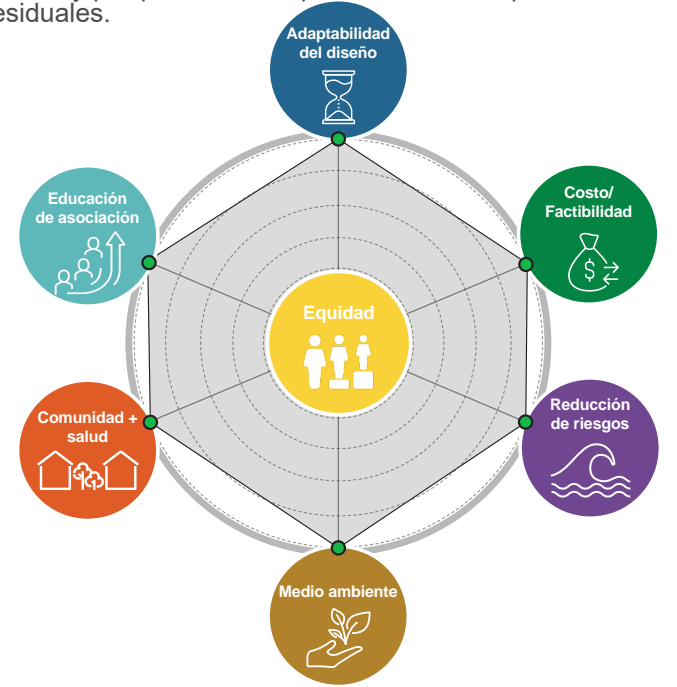 esiduales.
Adaptabilidad
del diseño
Educación
de asociación
Costo/
Factibilidad
$
Equidad
Comunidad +
salud
Reducción
de riesgos
Medio ambiente